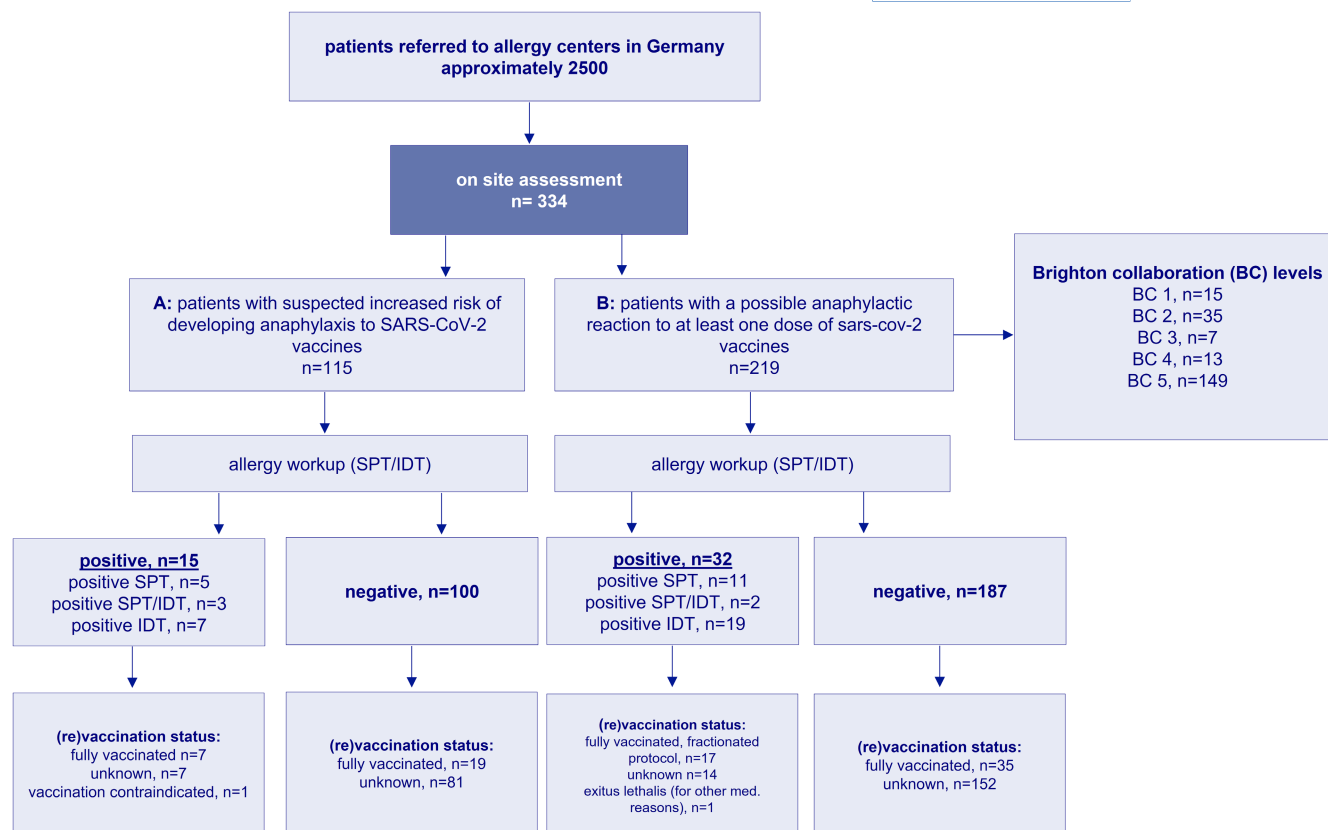 patients referred to allergy centers in Germany
approximately 2500
on site assessment
n= 334
A: patients with suspected increased risk of
developing anaphylaxis to SARS-CoV-2
vaccines
n=115
B: patients with a possible anaphylactic
reaction to at least one dose of sars-cov-2
vaccines
n=219
Brighton collaboration (BC) levels
BC 1, n=15
BC 2, n=35
BC 3, n=7
BC 4, n=13
BC 5, n=149
allergy workup (SPT/IDT)
allergy workup (SPT/IDT)
positive, n=15
positive SPT, n=5
positive SPT/IDT, n=3
positive IDT, n=7
negative, n=100
positive, n=32
positive SPT, n=11
positive SPT/IDT, n=2
positive IDT, n=19
negative, n=187
(re)vaccination status:
fully vaccinated n=7
unknown, n=7
vaccination contraindicated, n=1
(re)vaccination status:
fully vaccinated, n=19
unknown, n=81
(re)vaccination status:
fully vaccinated, fractionated
protocol, n=17
unknown n=14
exitus lethalis (for other med.
reasons), n=1
(re)vaccination status:
fully vaccinated, n=35
unknown, n=152